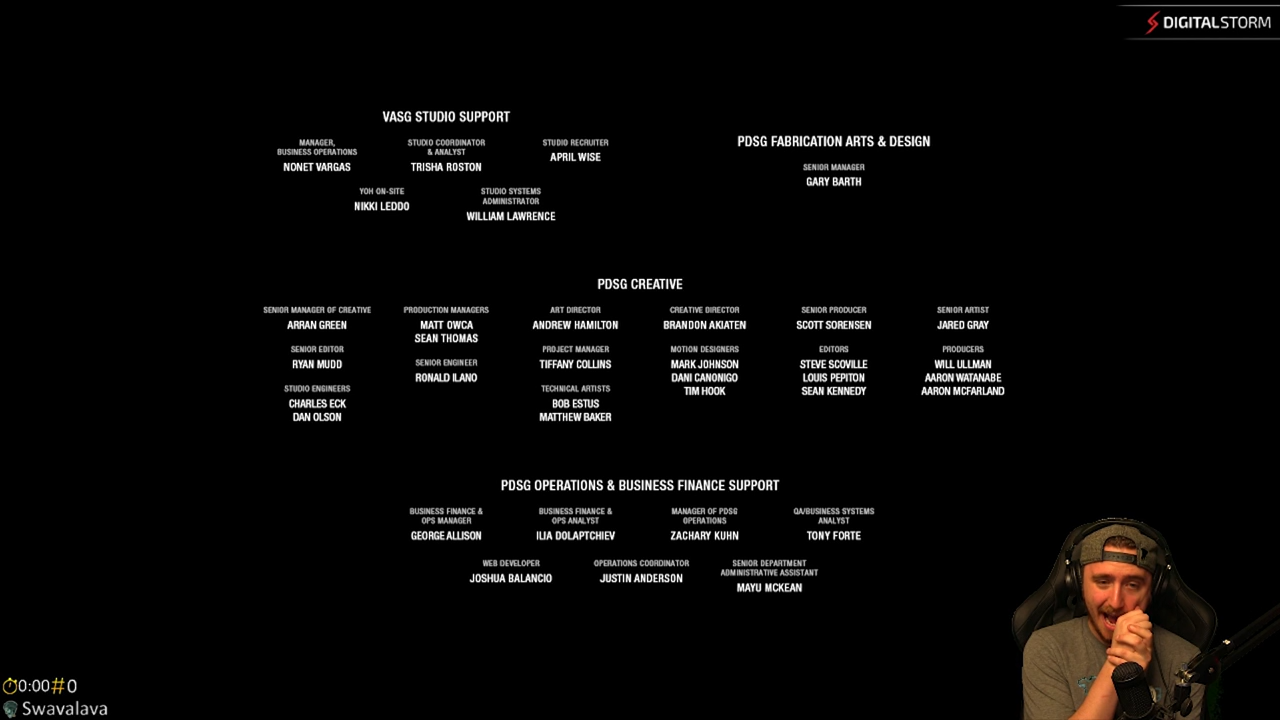 DIGITALSTORM
VASG STUDIO SUPPORT
MANAGER,
BUSINESS OPERATIONS
NONET VARGAS
STUDIO COORDINATOR
& ANALYST
TRISHA ROSTON
STUDIO RECRUITER
APRIL WISE
YOH ON-SITE
NIKKI LEDDO
STUDIO SYSTEMS
ADMINISTRATOR
WILLIAM LAWRENCE
PDSG FABRICATION ARTS & DESIGN
SENIOR MANAGER
GARY BARTH
PDSG CREATIVE
SENIOR MANAGER OF CREATIVE
ARRAN GREEN
SENIOR EDITOR
RYAN MUDD
STUDIO ENGINEERS
CHARLES ECK
DAN OLSON
PRODUCTION MANAGERS
MATT OWCA
SEAN THOMAS
SENIOR ENGINEER
RONALD ILANO
ART DIRECTOR
ANDREW HAMILTON
PROJECT MANAGER
TIFFANY COLLINS
TECHNICAL ARTISTS
BOB ESTUS
MATTHEW BAKER
CREATIVE DIRECTOR
BRANDON AKIATEN
MOTION DESIGNERS
MARK JOHNSON
DANI CANONIGO
TIM HOOK
SENIOR PRODUCER
SCOTT SORENSEN
EDITORS
STEVE SCOVILLE
LOUIS PEPITON
SEAN KENNEDY
SENIOR ARTIST
JARED GRAY
PRODUCERS
WILL ULLMAN
AARON WATANABE
AARON MCFARLAND
PDSG OPERATIONS & BUSINESS FINANCE SUPPORT
BUSINESS FINANCE &
OPS MANAGER
GEORGE ALLISON
BUSINESS FINANCE &
OPS ANALYST
ILIA DOLAPTCHIEV
MANAGER OF PDSG
OPERATIONS
ZACHARY KUHN
QA/BUSINESS SYSTEMS
ANALYST
TONY FORTE
WEB DEVELOPER
JOSHUA BALANCIO
OPERATIONS COORDINATOR
JUSTIN ANDERSON
SENIOR DEPARTMENT
ADMINISTRATIVE ASSISTANT
MAYU MCKEAN
0:00#0
Swavalava